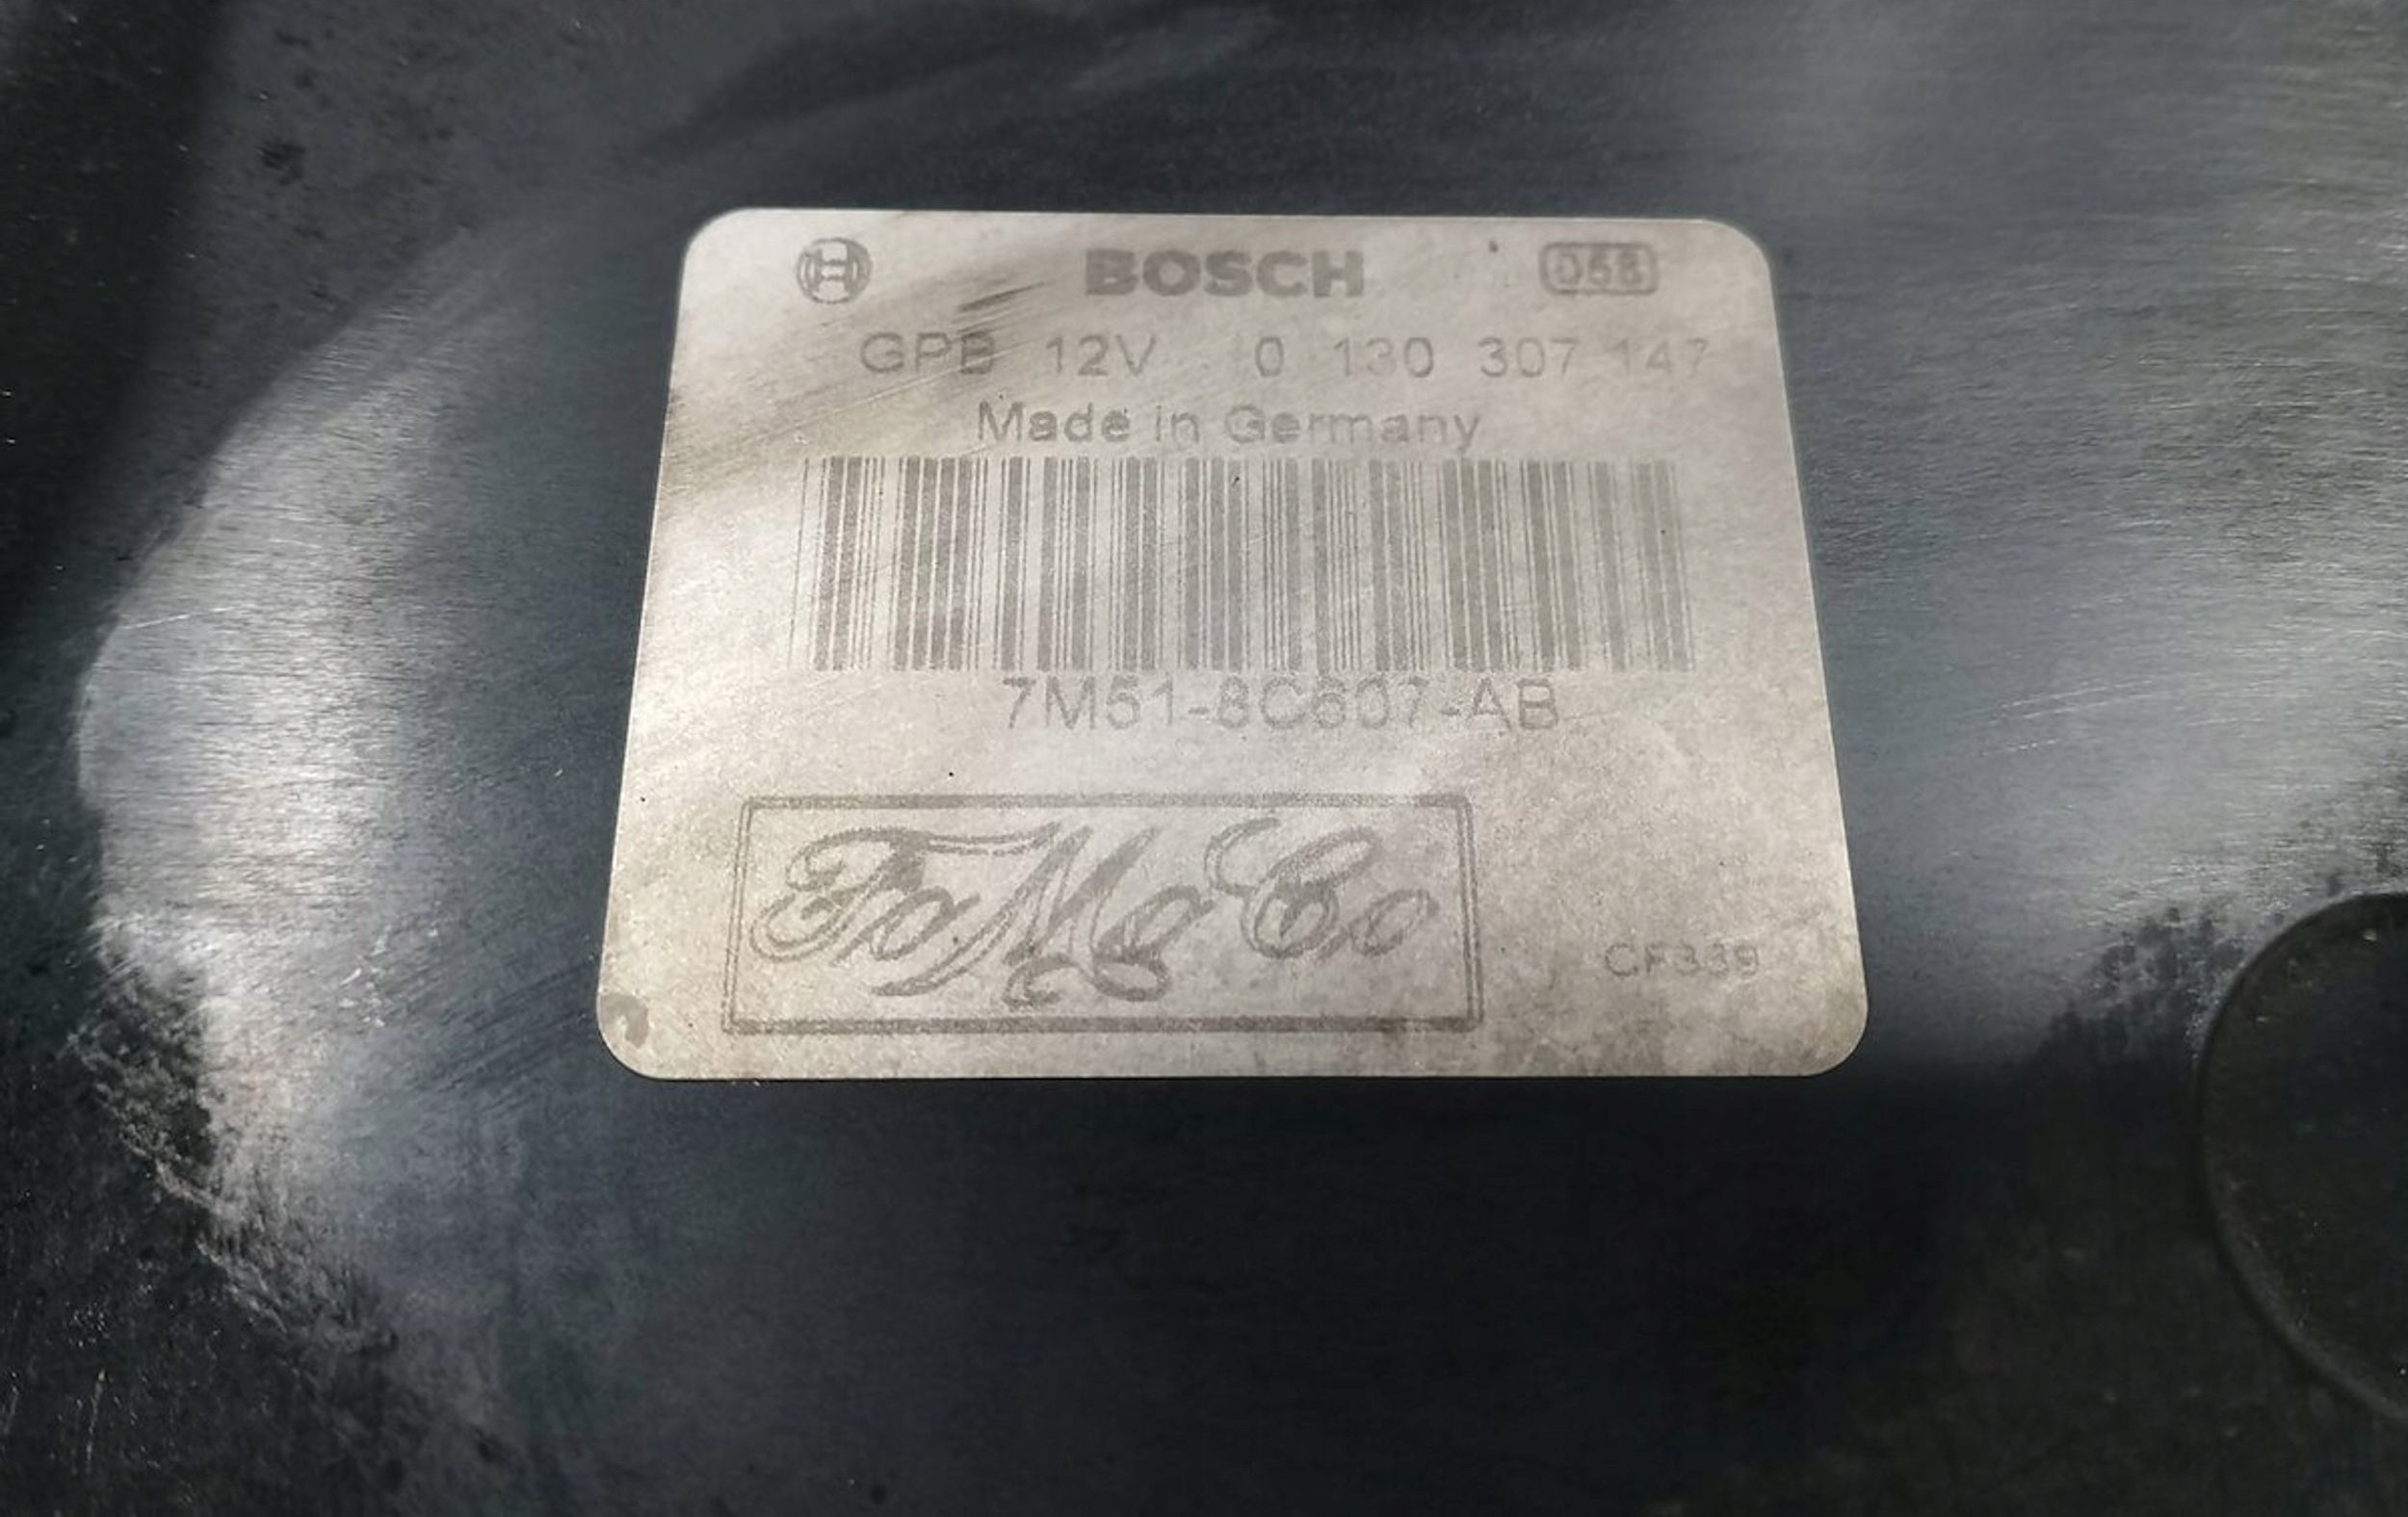 BOSCH 058
GPB 12V 0 130 307 147
Made in Germany
7M51-8C607-AB
FoMoCo
CF339